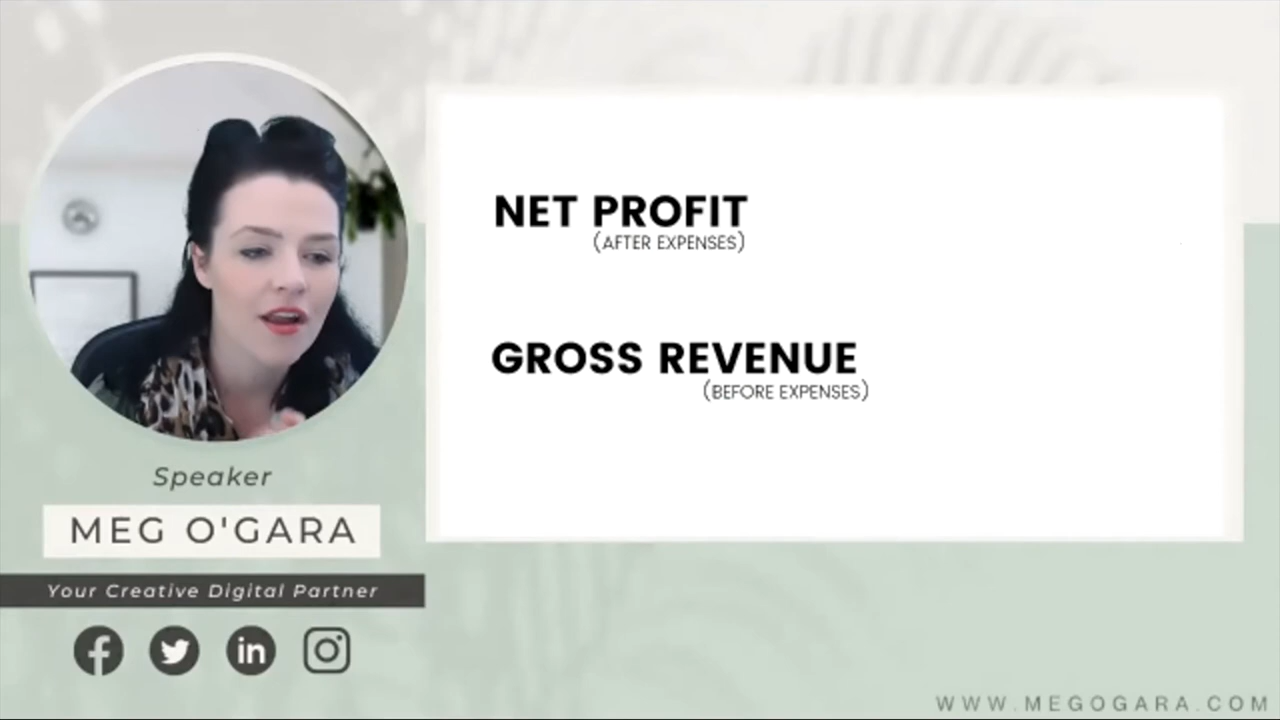 NET PROFIT
(AFTER EXPENSES)
GROSS REVENUE
(BEFORE EXPENSES)
Speaker
MEG O'GARA
Your Creative Digital Partner
WWW.MEGOGARA.COM